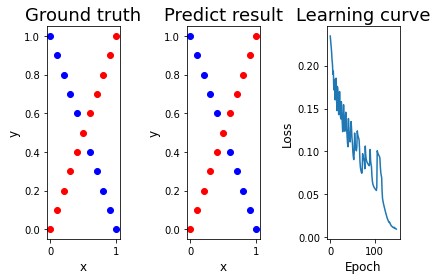 Ground truth
Predict result
Learning curve
1.0
0.8
0.6
0.4
0.2
0.0
y
0
1
x
1.0
0.8
0.6
0.4
0.2
0.0
y
0
1
x
0.20
0.15
0.10
0.05
0.00
Loss
0
100
Epoch